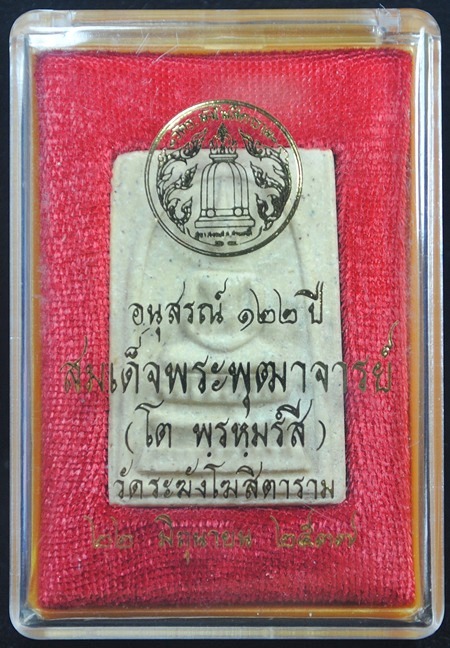 อนุสรณ์ ๑๒๒ ปี
สมเด็จพระพุฒาจารย์
(โต พฺรหฺมรํสี)
วัดระฆังโฆสิตาราม
๒๒ มิถุนายน ๒๕๓๗